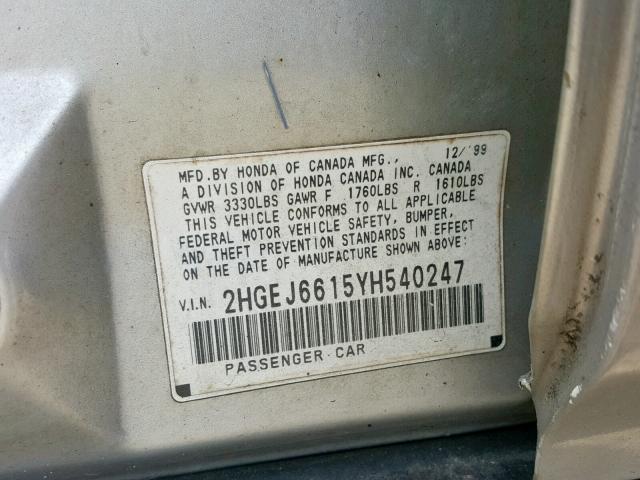 MFD.BY HONDA OF CANADA MFG., 12/'99
A DIVISION OF HONDA CANADA INC. CANADA
GVWR 3330LBS GAWR F 1760LBS R 1610LBS
THIS VEHICLE CONFORMS TO ALL APPLICABLE
FEDERAL MOTOR VEHICLE SAFETY, BUMPER,
AND THEFT PREVENTION STANDARDS IN EFFECT
ON THE DATE OF MANUFACTURE SHOWN ABOVE:
V.I.N. 2HGEJ6615YH540247
PASSENGER CAR